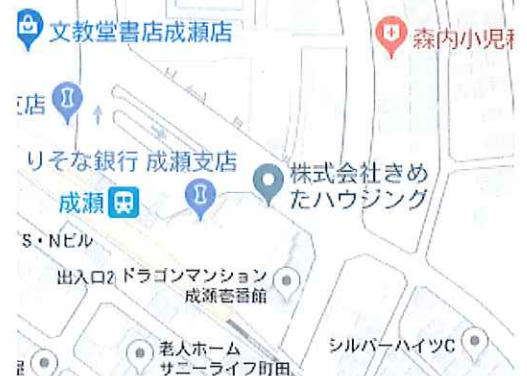 文教堂書店成瀬店
森内小児科
支店
りそな銀行 成瀬支店
成瀬
株式会社きめ
たハウジング
S・Nビル
出入口2
ドラゴンマンション
成瀬壱番館
老人ホーム
サニーライフ町田
シルバーハイツC